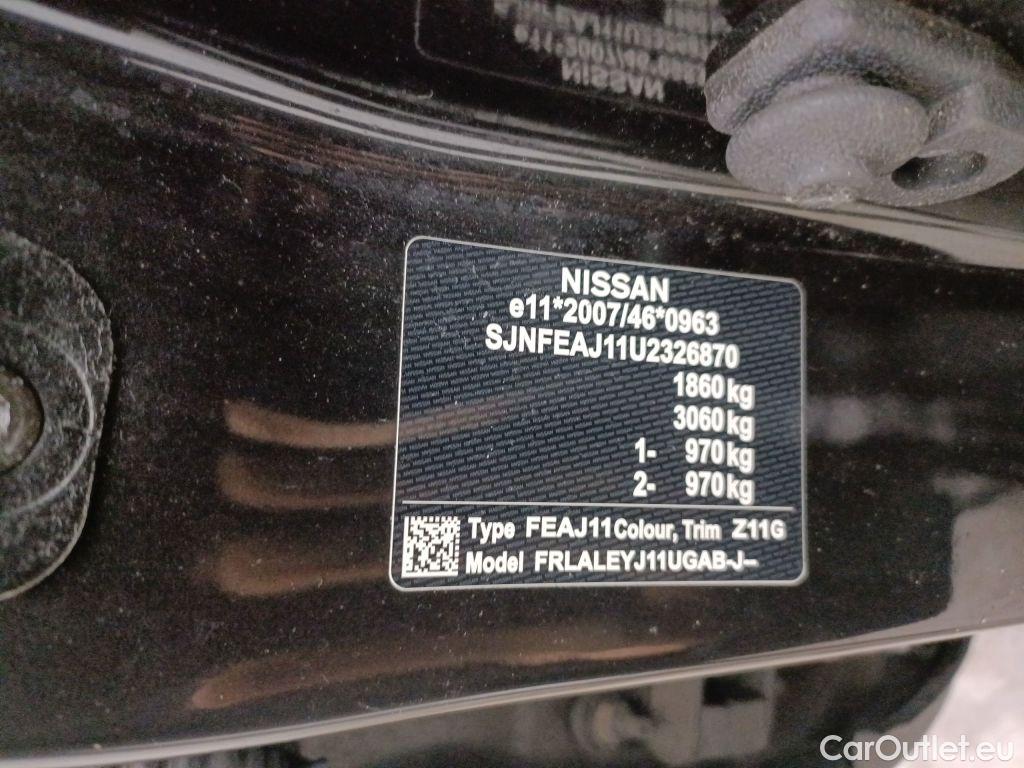 NISSAN
e11*2007/46*0963
SJNFEAJ11U2326870
1860 kg
3060 kg
1- 970 kg
2- 970 kg
Type FEAJ11 Colour, Trim Z11G
Model FRLALEYJ11UGAB-J--
CarOutlet.eu